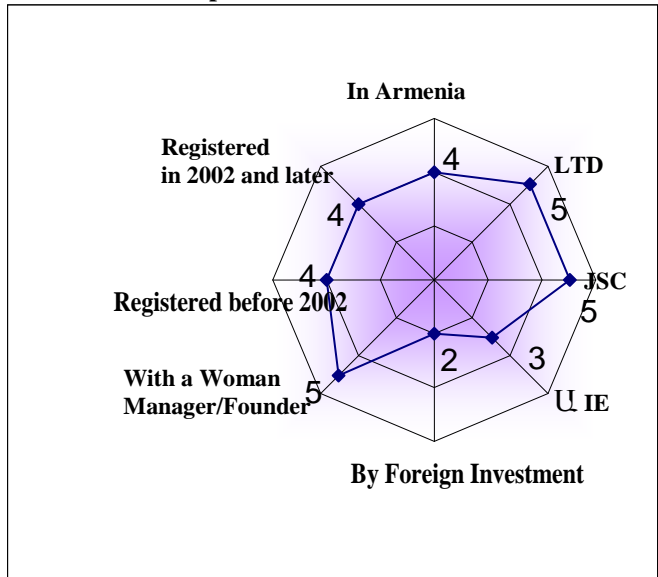 In Armenia
4
Registered
in 2002 and later
LTD
4
5
4
JSC
Registered before 2002
5
3
2
With a Woman
Manager/Founder
5
Ա IE
By Foreign Investment